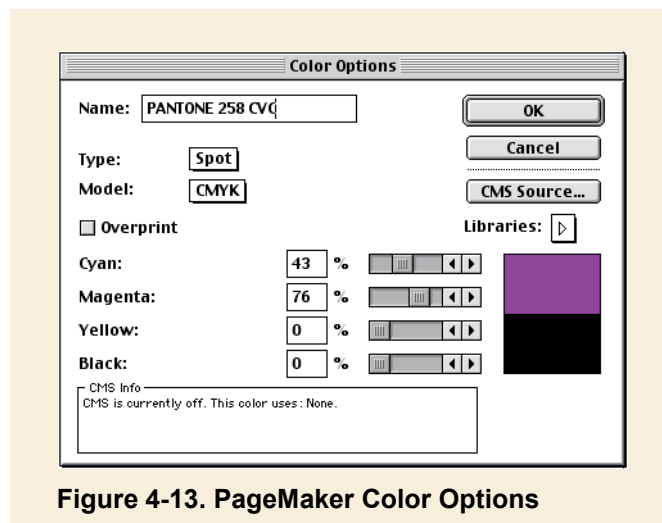 Color Options
Name: PANTONE 258 CVC
OK
Cancel
Type: Spot
Model: CMYK
CMS Source...
Overprint
Libraries:
Cyan: 43 %
Magenta: 76 %
Yellow: 0 %
Black: 0 %
CMS Info
CMS is currently off. This color uses: None.
Figure 4-13. PageMaker Color Options